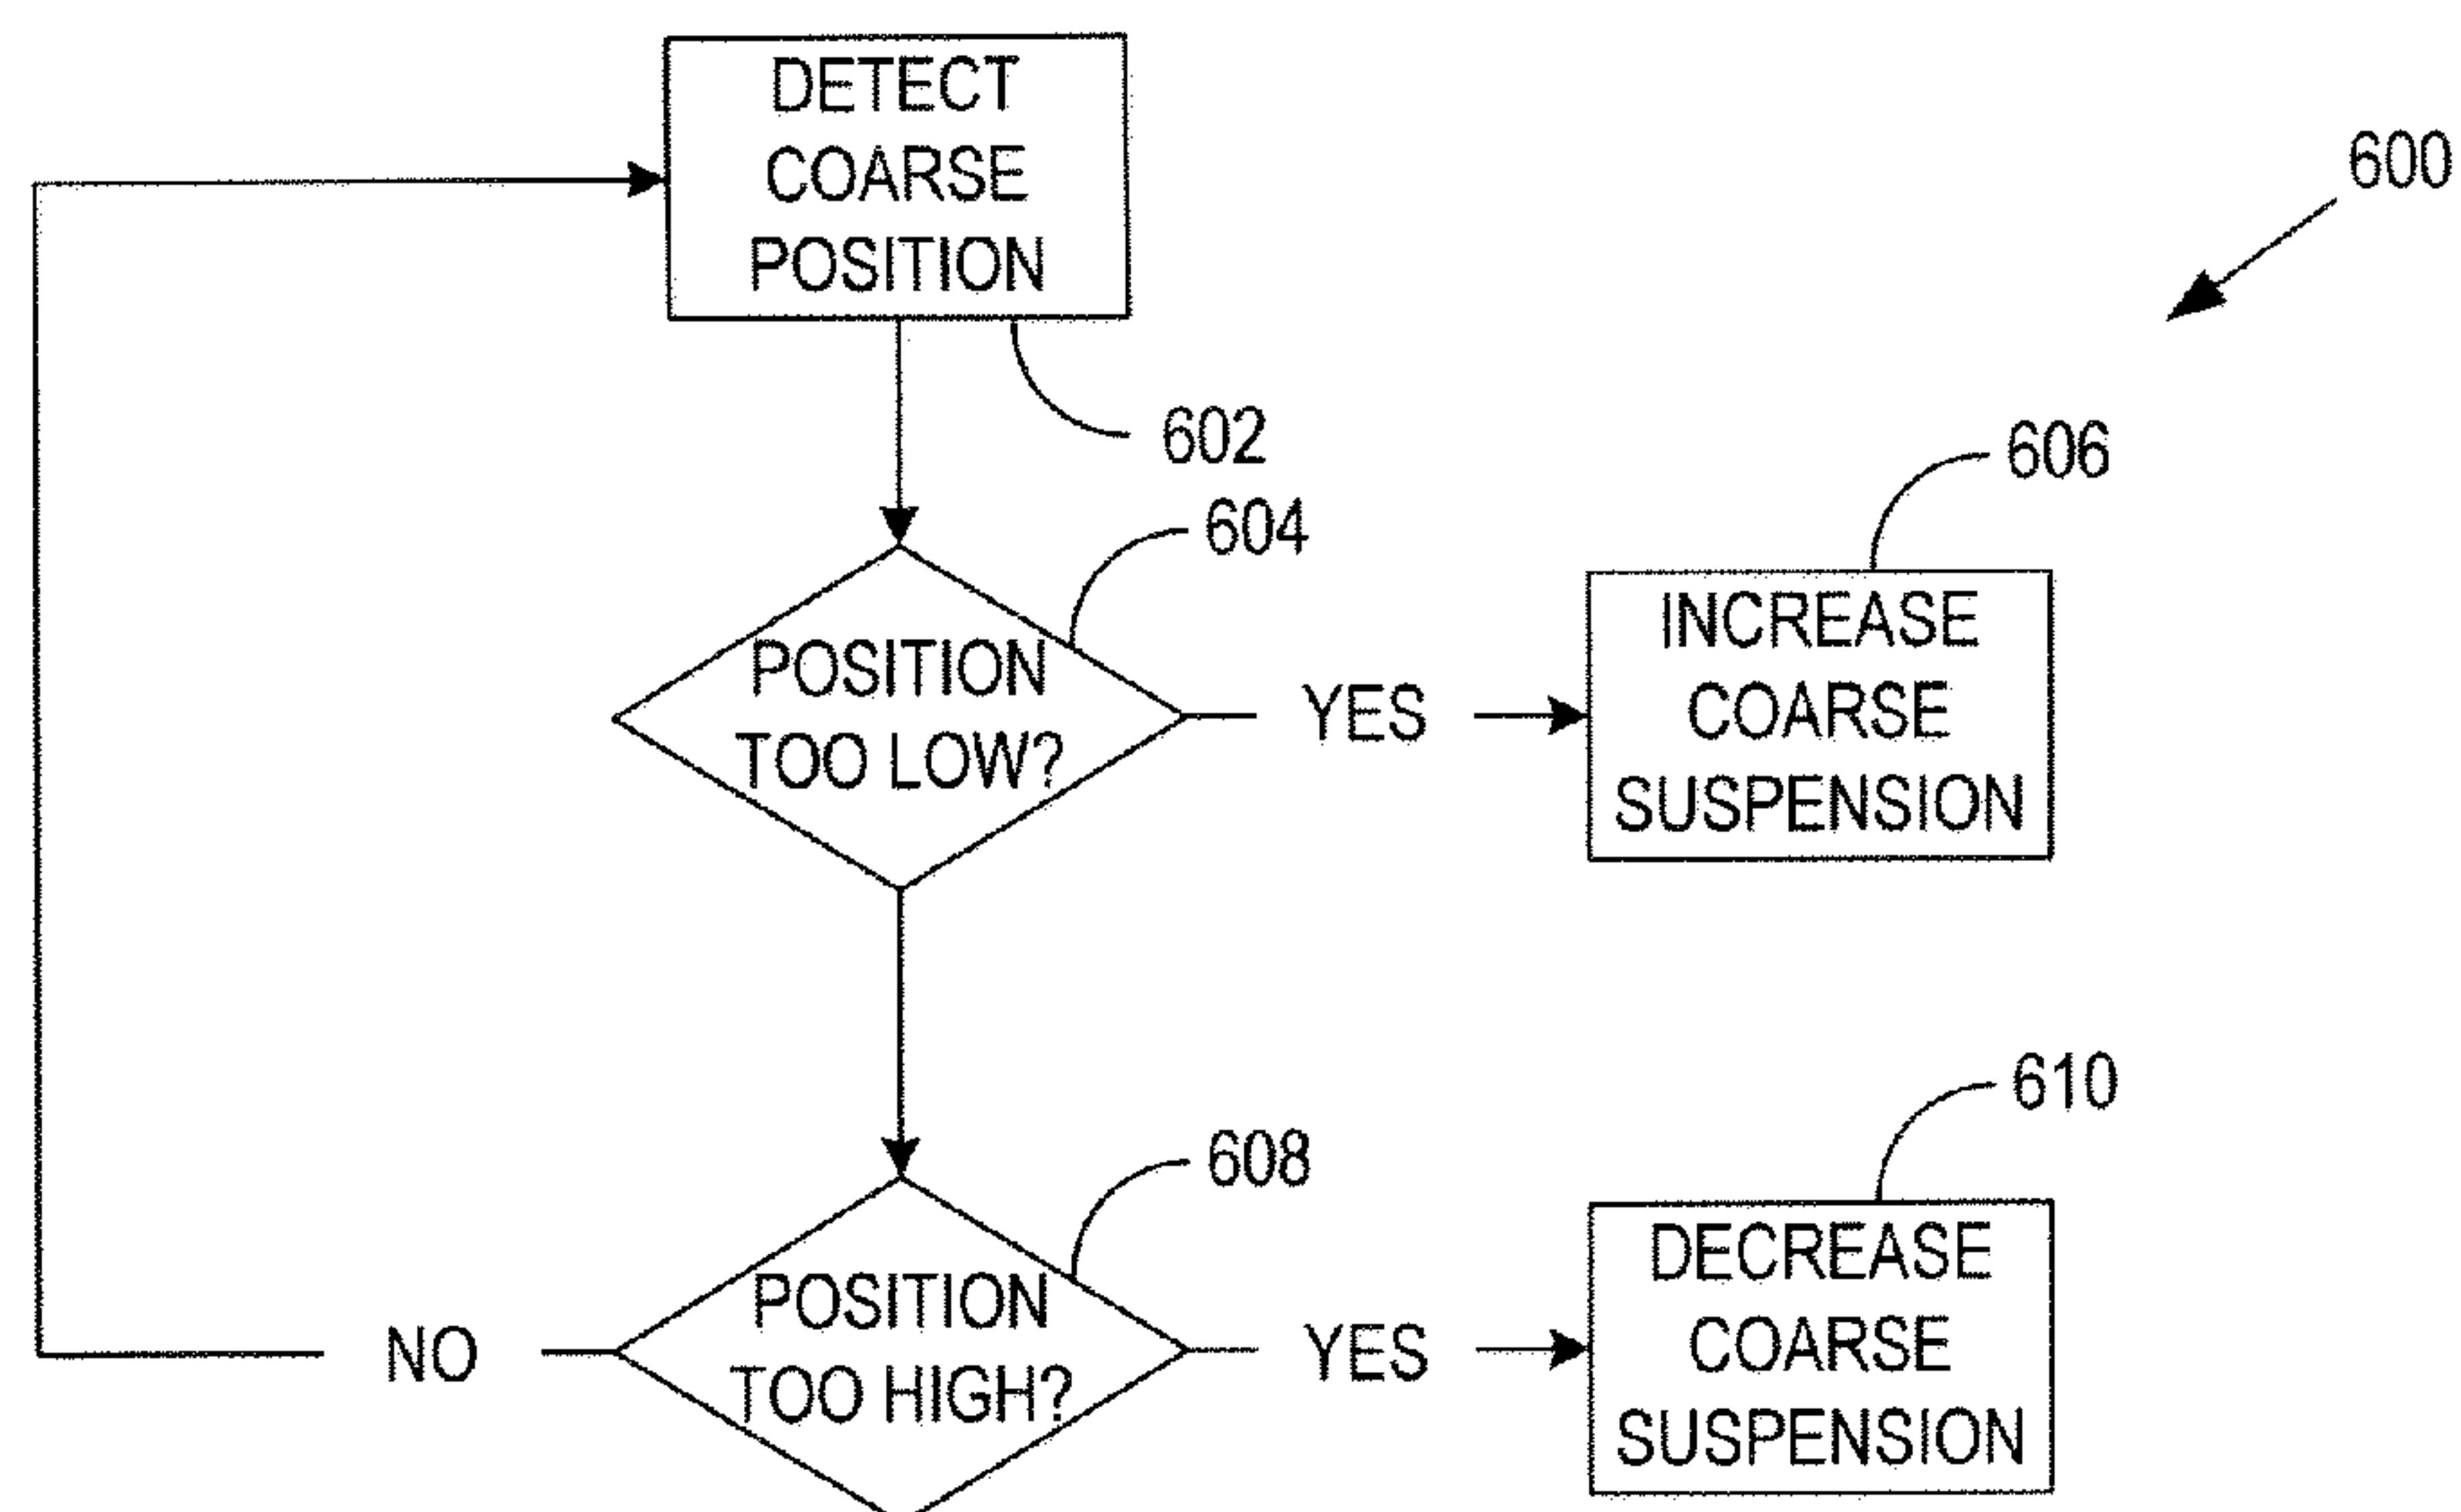 DETECT
COARSE
POSITION
600
602
604
606
POSITION
TOO LOW?
YES
INCREASE
COARSE
SUSPENSION
608
610
POSITION
TOO HIGH?
NO
YES
DECREASE
COARSE
SUSPENSION